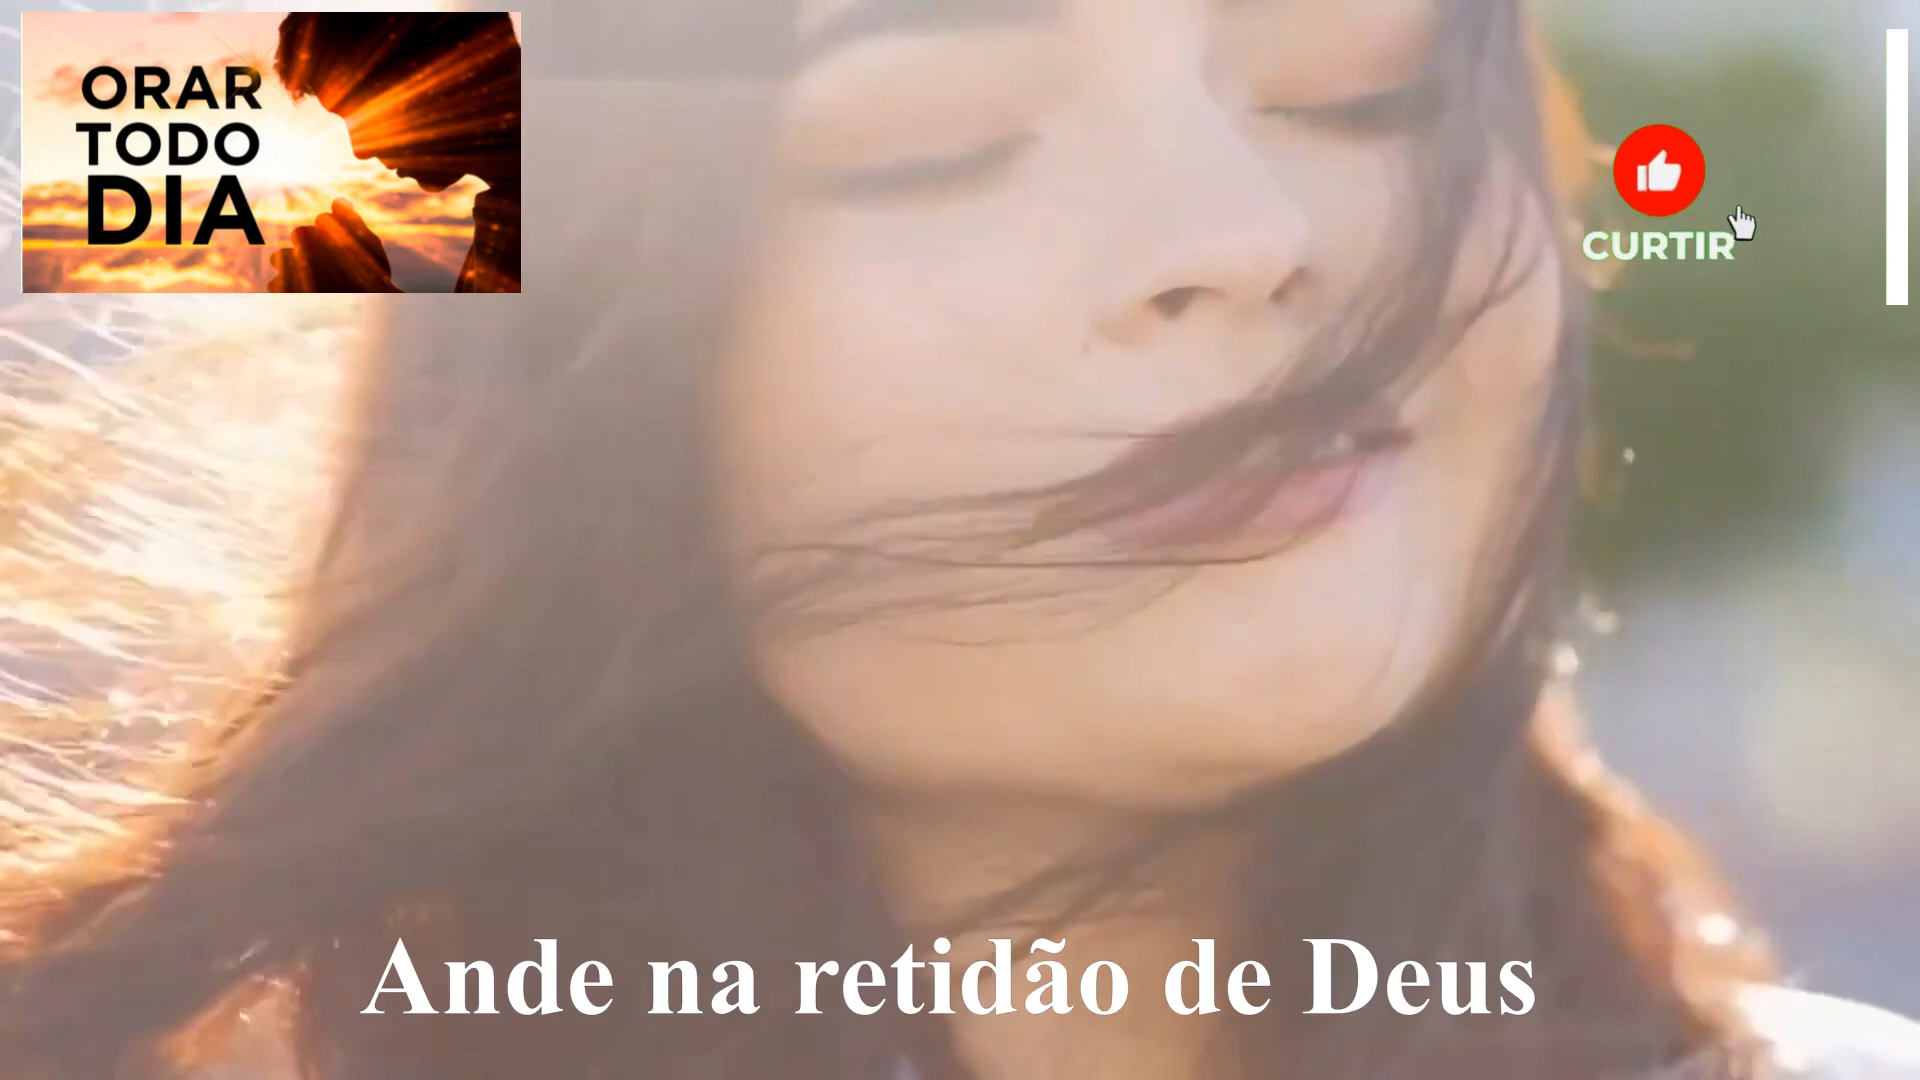 ORAR
TODO
DIA
CURTIR
Ande na retidão de Deus